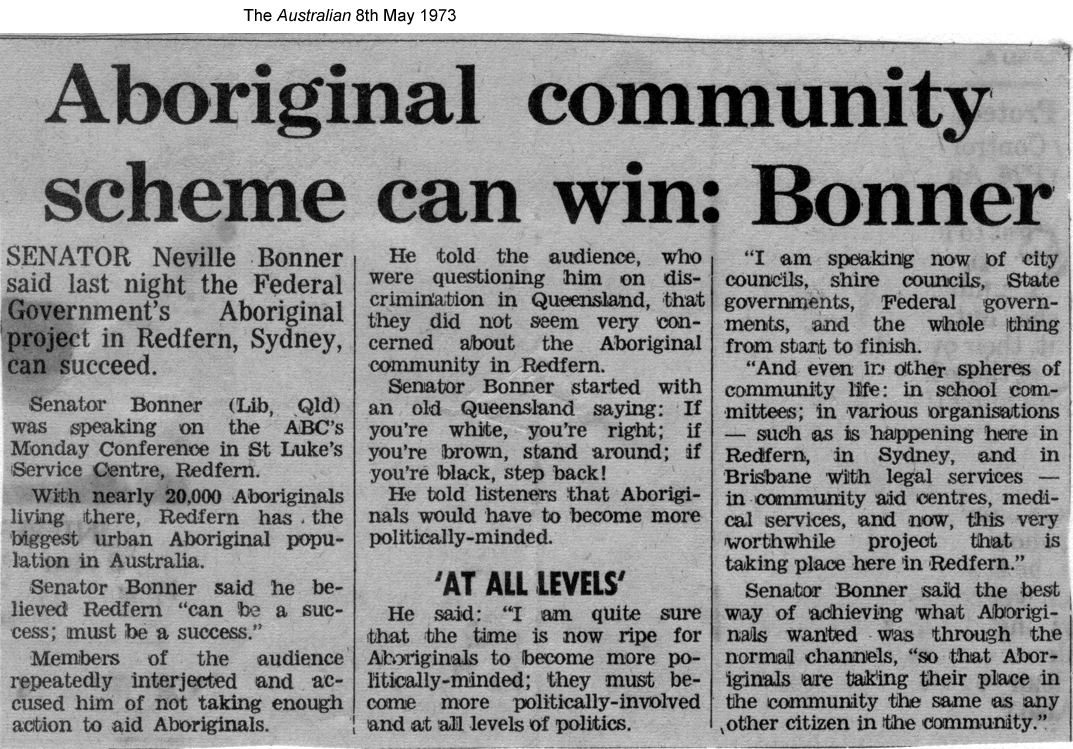 The Australian 8th May 1973
Aboriginal community
scheme can win: Bonner
SENATOR Neville Bonner
said last night the Federal
Government's Aboriginal
project in Redfern, Sydney,
can succeed.
Senator Bonner (Lib, Qld)
was speaking on the ABC's
Monday Conference in St Luke's
Service Centre, Redfern.
With nearly 20,000 Aboriginals
living there, Redfern has the
biggest urban Aboriginal popu-
lation in Australia.
Senator Bonner said he be-
lieved Redfern "can be a suc-
cess; must be a success."
Members of the audience
repeatedly interjected and ac-
cused him of not taking enough
action to aid Aboriginals.
He told the audience, who
were questioning him on dis-
crimination in Queensland, that
they did not seem very con-
cerned about the Aboriginal
community in Redfern.
Senator Bonner started with
an old Queensland saying: If
you're white, you're right; if
you're brown, stand around; if
you're black, step back!
He told listeners that Aborigi-
nals would have to become more
politically-minded.
'AT ALL LEVELS'
He said: "I am quite sure
that the time is now ripe for
Aboriginals to become more po-
litically-minded; they must be-
come more politically-involved
and at all levels of politics.
"I am speaking now of city
councils, shire councils, State
governments, Federal govern-
ments, and the whole thing
from start to finish.
"And even in other spheres of
community life: in school com-
mittees; in various organisations
— such as is happening here in
Redfern, in Sydney, and in
Brisbane with legal services —
in community aid centres, medi-
cal services, and now, this very
worthwhile project that is
taking place here in Redfern."
Senator Bonner said the best
way of achieving what Aborigi-
nals wanted was through the
normal channels, "so that Abor-
iginals are taking their place in
the community the same as any
other citizen in the community."